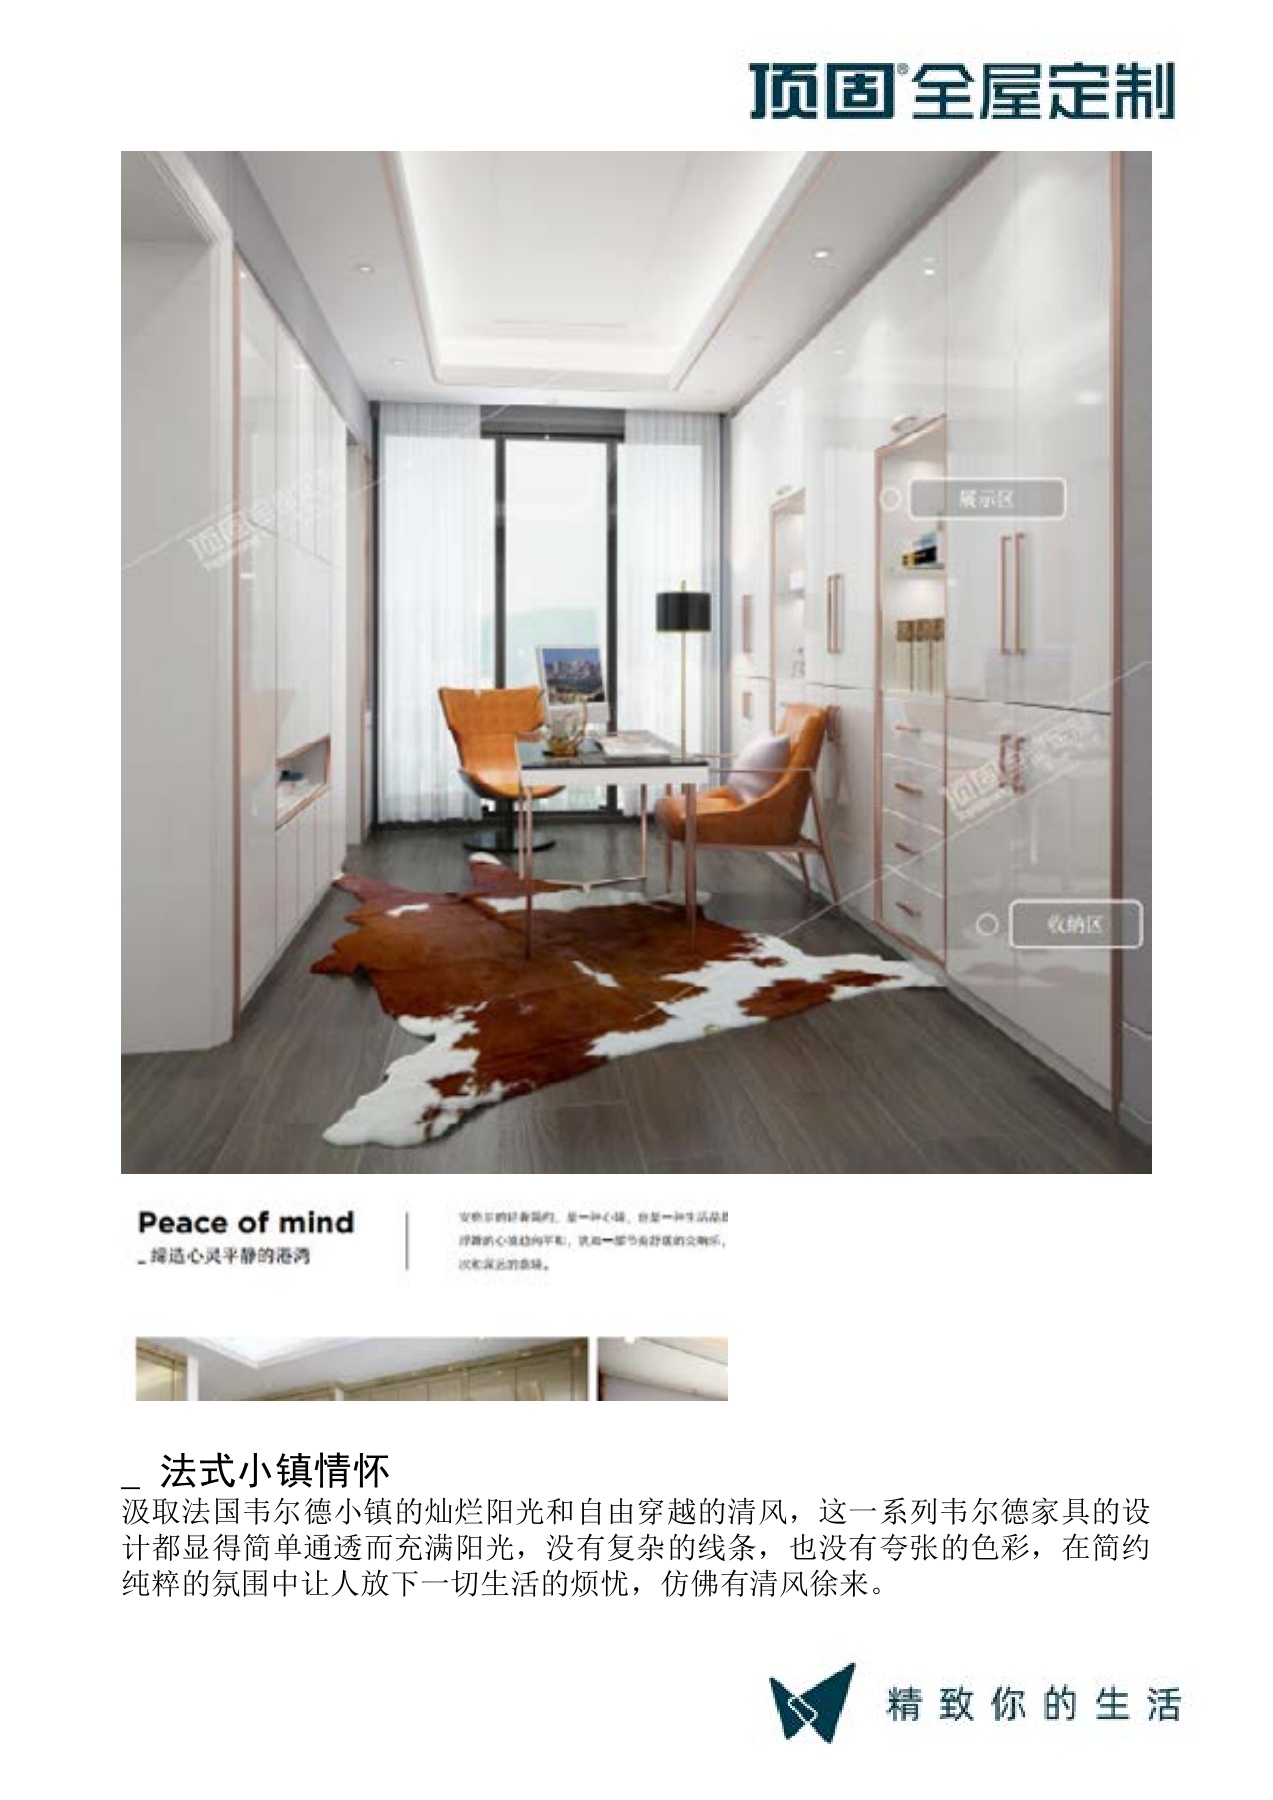 顶固®全屋定制
展示区
收纳区
Peace of mind
_ 缔造心灵平静的港湾
_ 法式小镇情怀
汲取法国韦尔德小镇的灿烂阳光和自由穿越的清风，这一系列韦尔德家具的设
计都显得简单通透而充满阳光，没有复杂的线条，也没有夸张的色彩，在简约
纯粹的氛围中让人放下一切生活的烦忧，仿佛有清风徐来。
精致你的生活